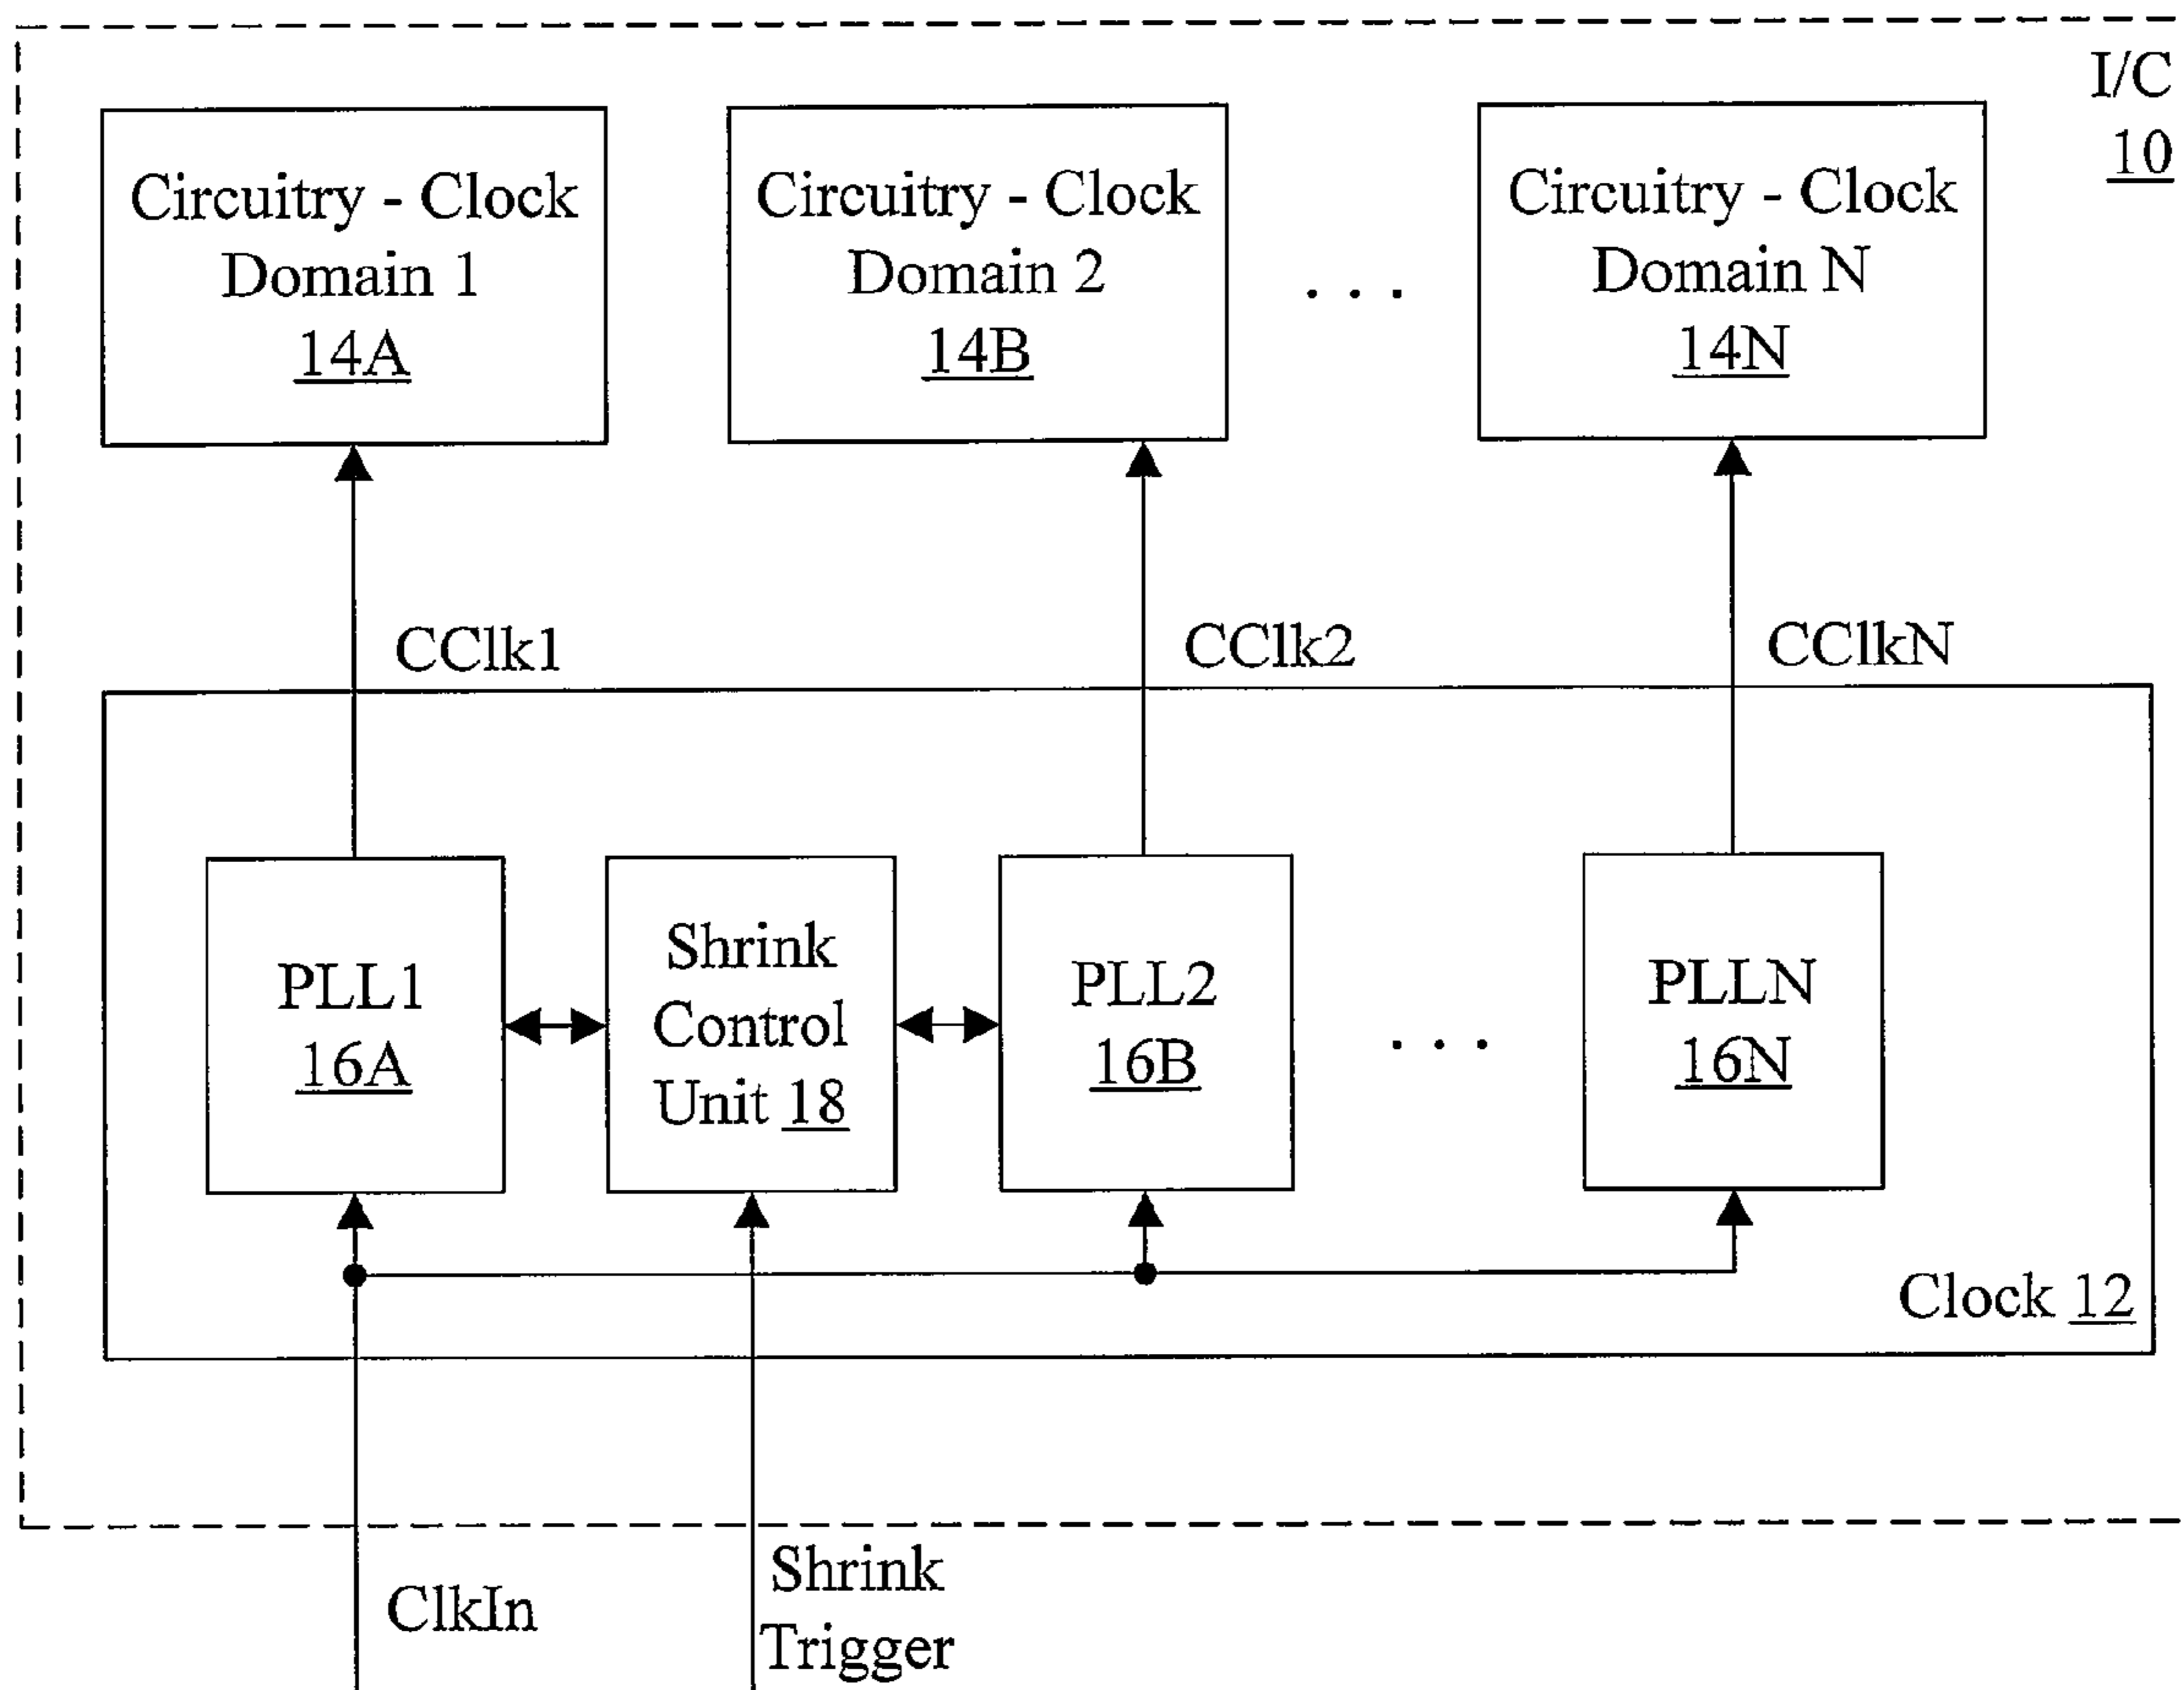 I/C
10
Circuitry - Clock
Domain 1
14A
Circuitry - Clock
Domain 2
14B
. . .
Circuitry - Clock
Domain N
14N
CClk1
CClk2
CClkN
PLL1
16A
Shrink
Control
Unit 18
PLL2
16B
. . .
PLLN
16N
Clock 12
ClkIn
Shrink
Trigger